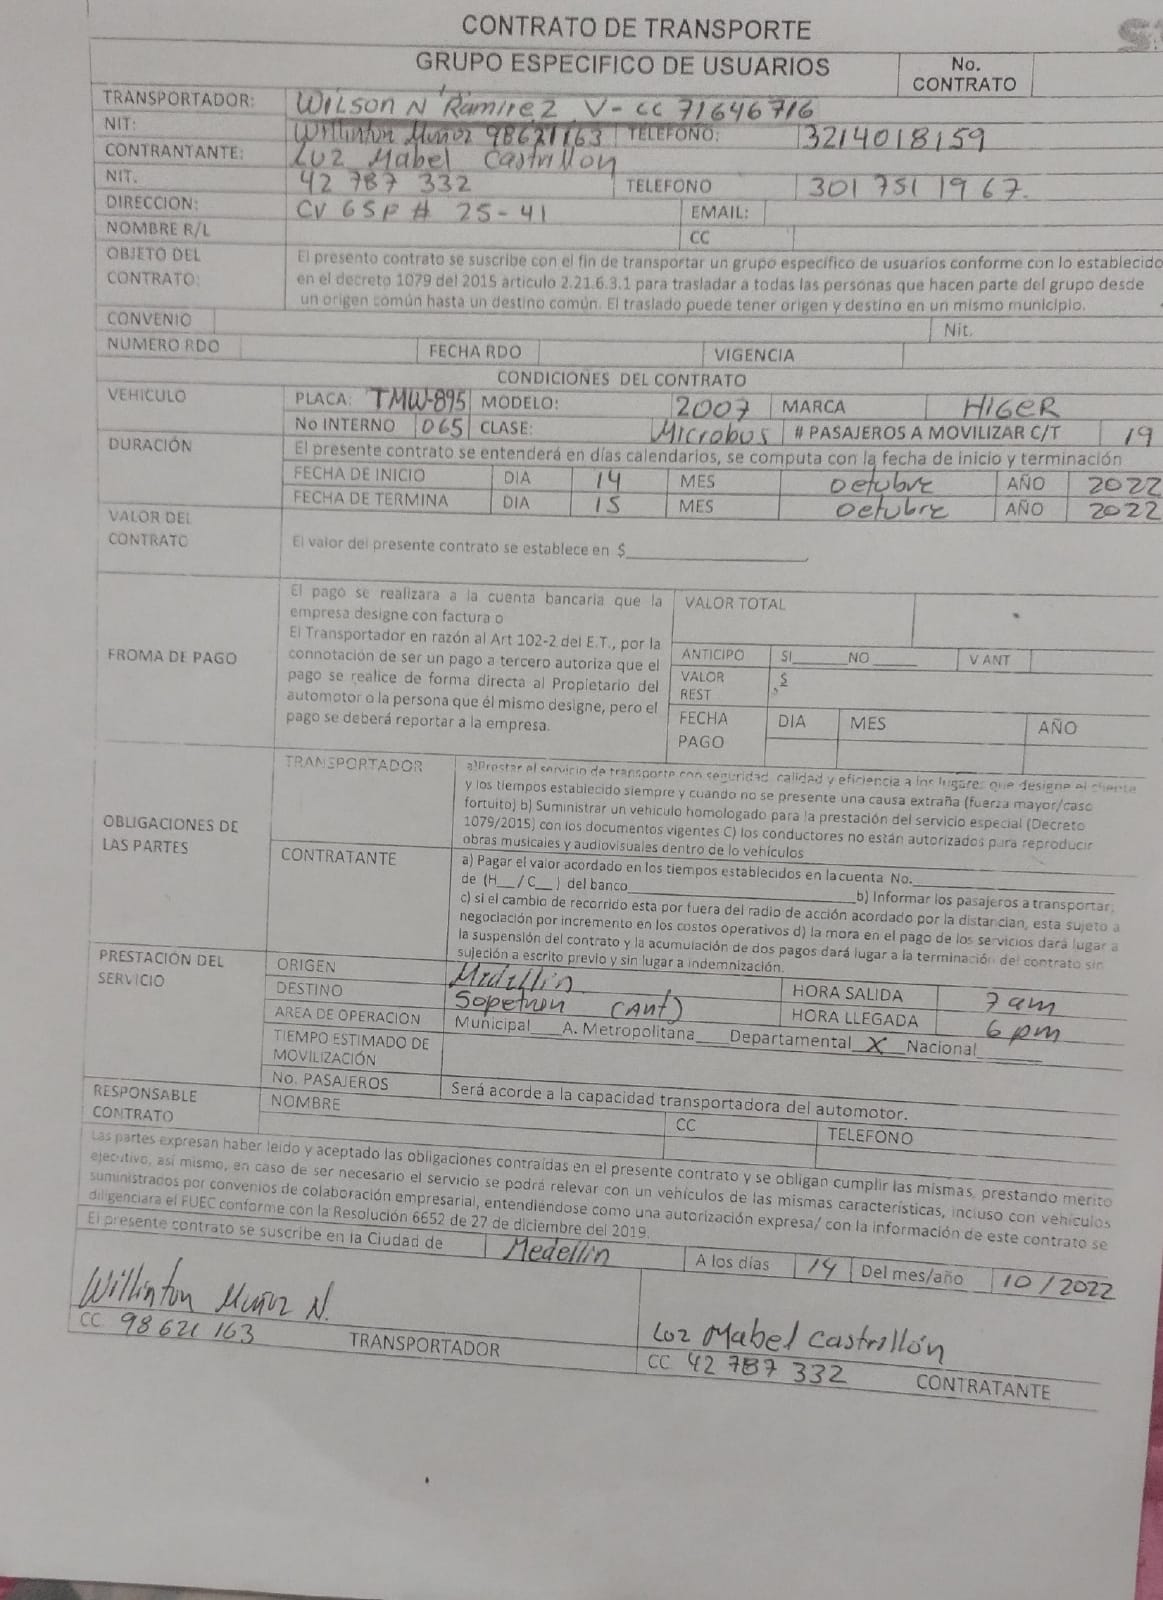 CONTRATO DE TRANSPORTE
GRUPO ESPECIFICO DE USUARIOS
No. CONTRATO
TRANSPORTADOR: Wilson N Ramirez V- cc 71646716
NIT: Willinton Muñoz 98621163 TELEFONO: 3214018159
CONTRANTANTE: Luz Mabel Castrillon
NIT. 42 787 332 TELEFONO 301 751 1967.
DIRECCION: CV 65F # 25-41 EMAIL:
NOMBRE R/L CC
OBJETO DEL CONTRATO: El presento contrato se suscribe con el fin de transportar un grupo específico de usuarios conforme con lo establecido
en el decreto 1079 del 2015 articulo 2.21.6.3.1 para trasladar a todas las personas que hacen parte del grupo desde
un origen común hasta un destino común. El traslado puede tener origen y destino en un mismo municipio.
CONVENIO Nit.
NUMERO RDO FECHA RDO VIGENCIA
CONDICIONES DEL CONTRATO
VEHICULO PLACA: TMW-895 MODELO: 2007 MARCA HIGER
No INTERNO 065 CLASE: Microbus # PASAJEROS A MOVILIZAR C/T 19
DURACIÓN El presente contrato se entenderá en días calendarios, se computa con la fecha de inicio y terminación
FECHA DE INICIO DIA 14 MES octubre AÑO 2022
FECHA DE TERMINA DIA 15 MES octubre AÑO 2022
VALOR DEL CONTRATO El valor del presente contrato se establece en $
FROMA DE PAGO
El pago se realizara a la cuenta bancaria que la
empresa designe con factura o
El Transportador en razón al Art 102-2 del E.T., por la
connotación de ser un pago a tercero autoriza que el
pago se realice de forma directa al Propietario del
automotor o la persona que él mismo designe, pero el
pago se deberá reportar a la empresa.
VALOR TOTAL
ANTICIPO SI____NO____ V ANT
VALOR REST $
FECHA PAGO DIA MES AÑO
OBLIGACIONES DE LAS PARTES
TRANSPORTADOR a)Prestar el servicio de transporte con seguridad, calidad y eficiencia a los lugares que designe el cliente
y los tiempos establecido siempre y cuando no se presente una causa extraña (fuerza mayor/caso
fortuito) b) Suministrar un vehículo homologado para la prestación del servicio especial (Decreto
1079/2015) con los documentos vigentes C) los conductores no están autorizados para reproducir
obras musicales y audiovisuales dentro de lo vehículos
CONTRATANTE a) Pagar el valor acordado en los tiempos establecidos en la cuenta No.
de (H__/C__) del banco____ b) Informar los pasajeros a transportar;
c) si el cambio de recorrido esta por fuera del radio de acción acordado por la distancian, esta sujeto a
negociación por incremento en los costos operativos d) la mora en el pago de los servicios dará lugar a
la suspensión del contrato y la acumulación de dos pagos dará lugar a la terminación del contrato sin
sujeción a escrito previo y sin lugar a indemnización.
PRESTACIÓN DEL SERVICIO
ORIGEN Medellin HORA SALIDA 7 am
DESTINO Sopetran (Ant) HORA LLEGADA 6 pm
AREA DE OPERACIÓN Municipal____A. Metropolitana____Departamental X Nacional____
TIEMPO ESTIMADO DE MOVILIZACIÓN
No. PASAJEROS Será acorde a la capacidad transportadora del automotor.
RESPONSABLE CONTRATO NOMBRE CC TELEFONO
Las partes expresan haber leído y aceptado las obligaciones contraídas en el presente contrato y se obligan cumplir las mismas, prestando merito
ejecutivo, así mismo, en caso de ser necesario el servicio se podrá relevar con un vehículos de las mismas características, incluso con vehículos
suministrados por convenios de colaboración empresarial, entendiéndose como una autorización expresa/ con la información de este contrato se
diligenciara el FUEC conforme con la Resolución 6652 de 27 de diciembre del 2019.
El presente contrato se suscribe en la Ciudad de Medellin A los días 14 Del mes/año 10/2022
Willinton Muñoz N.
CC 98 621 163 TRANSPORTADOR
Luz Mabel Castrillón
CC 42 787 332 CONTRATANTE